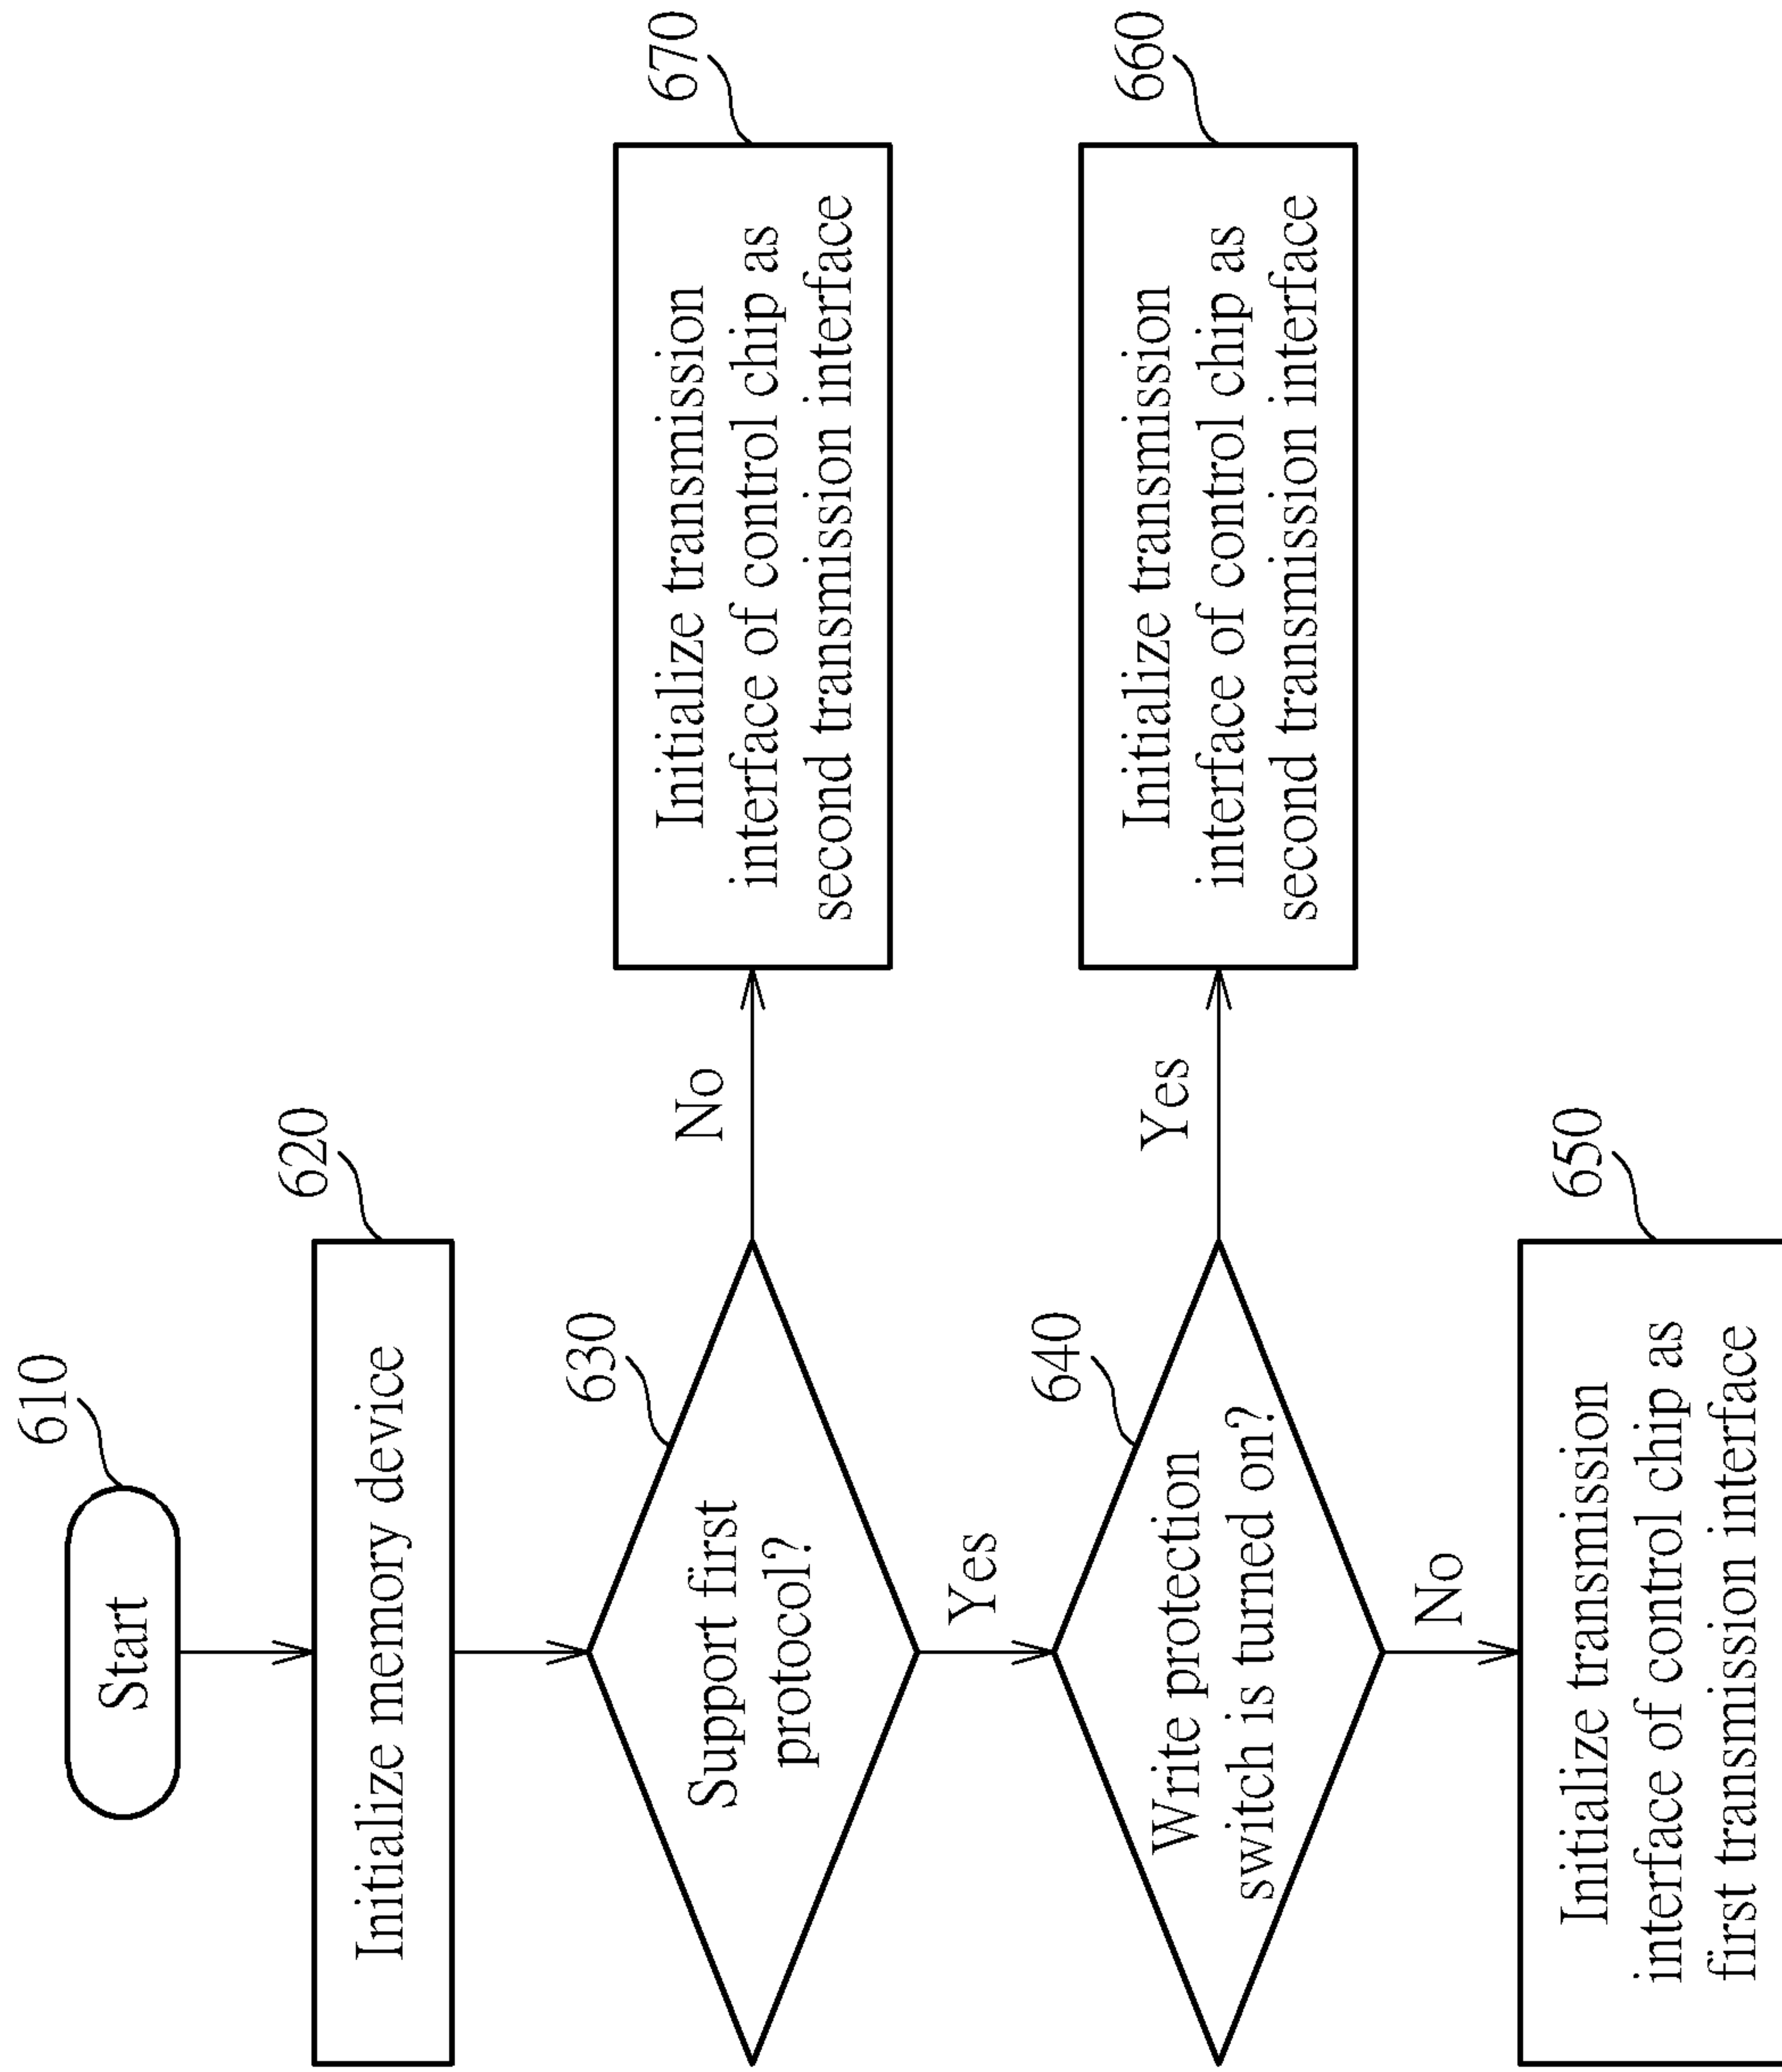 Start
610
Initialize memory device
620
Support first
protocol?
630
No
Initialize transmission
interface of control chip as
second transmission interface
670
Yes
Write protection
switch is turned on?
640
Yes
Initialize transmission
interface of control chip as
second transmission interface
660
No
Initialize transmission
interface of control chip as
first transmission interface
650